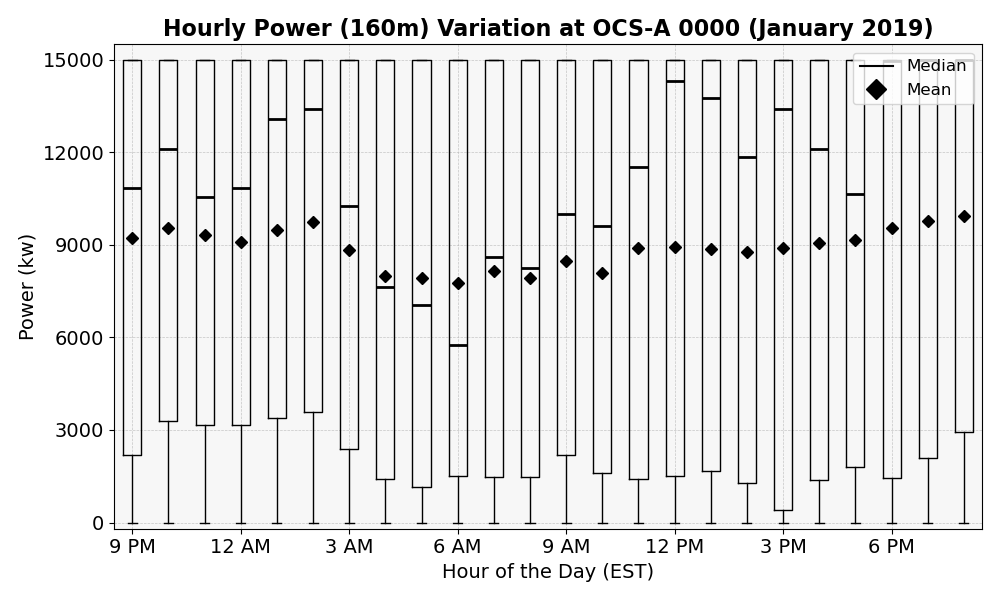 Hourly Power (160m) Variation at OCS-A 0000 (January 2019)
15000
12000
9000
6000
3000
0
Power (kw)
Median
Mean
9 PM
12 AM
3 AM
6 AM
9 AM
12 PM
3 PM
6 PM
Hour of the Day (EST)